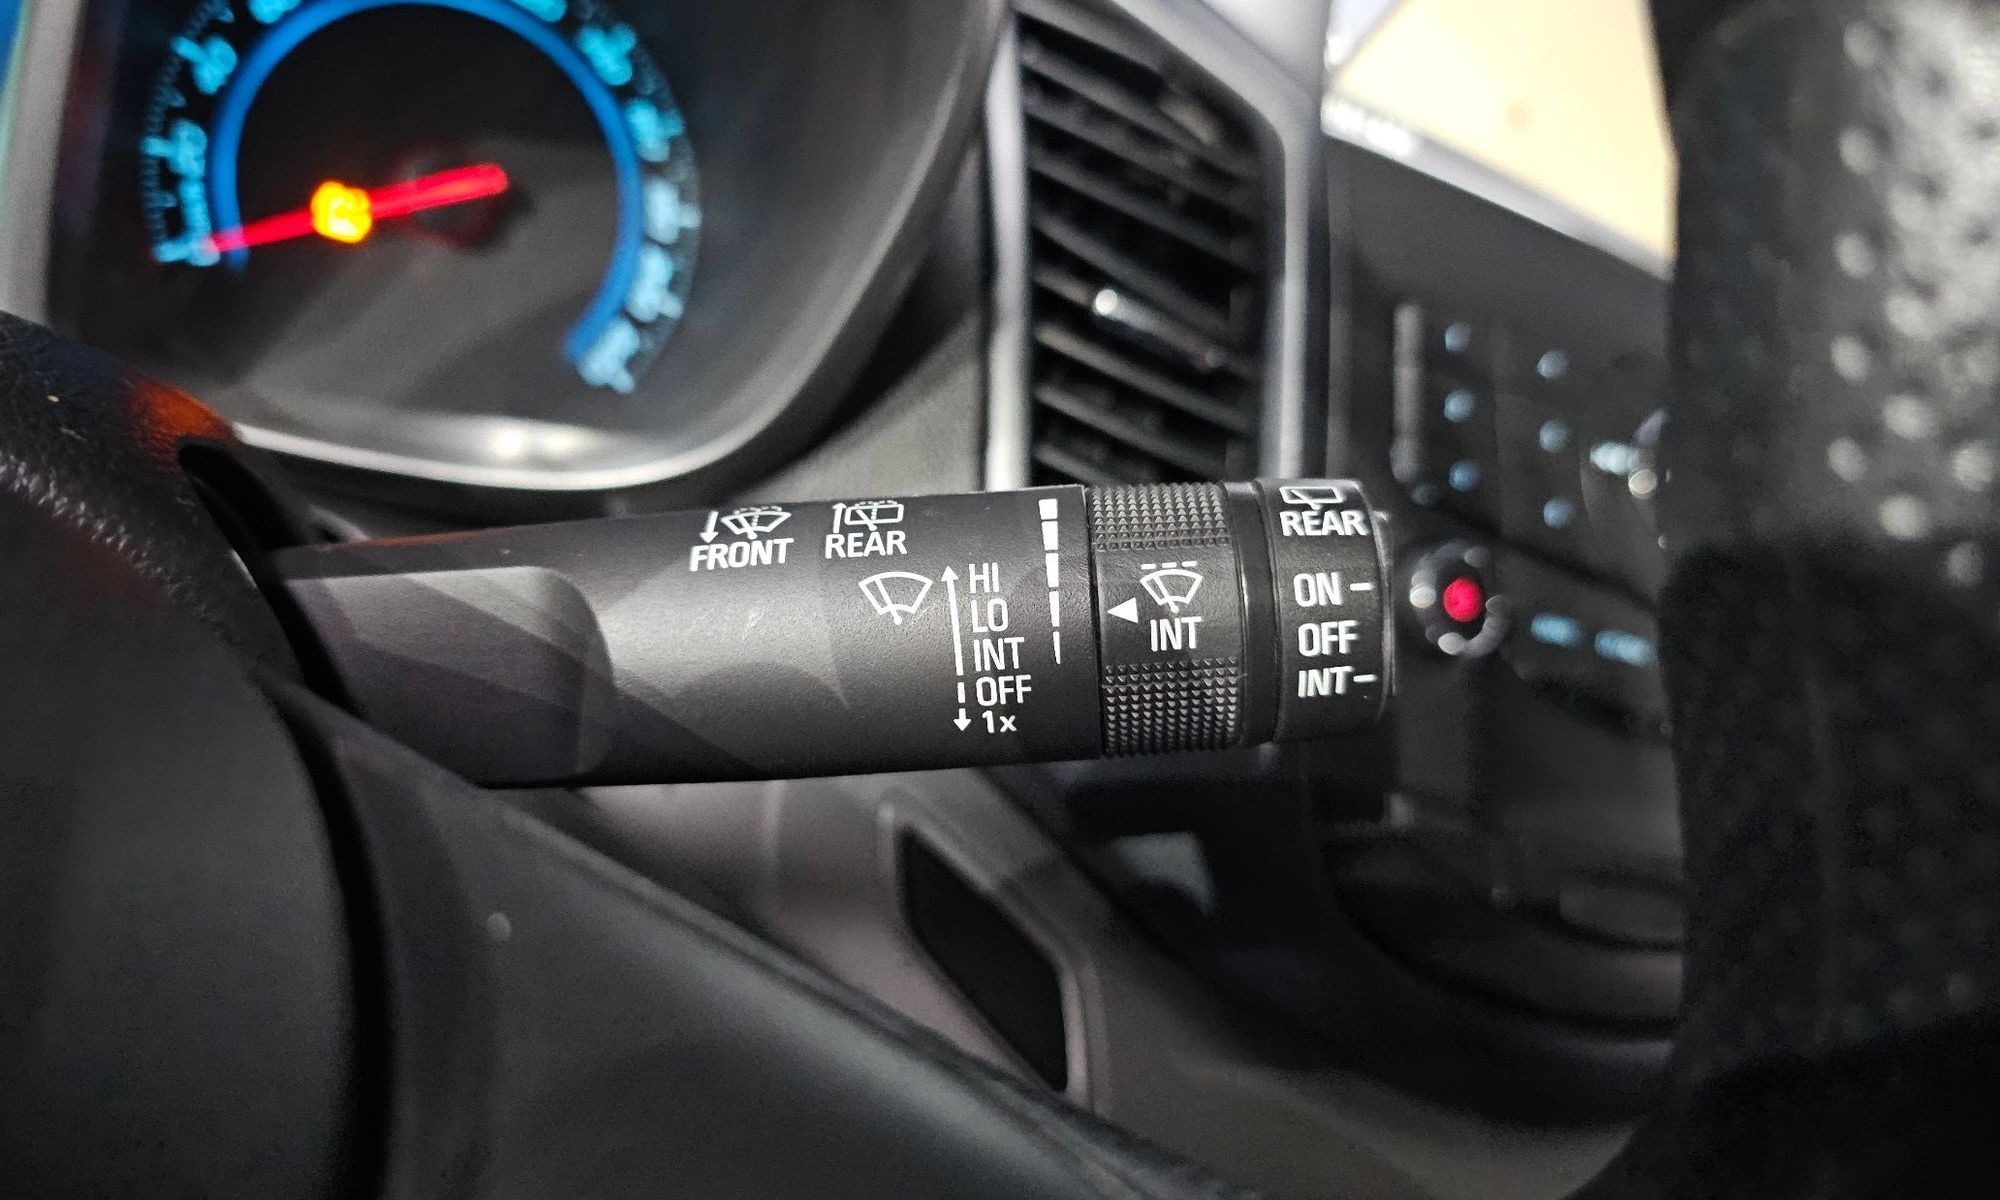 FRONT
REAR
HI
LO
INT
OFF
1x
INT
REAR
ON
OFF
INT